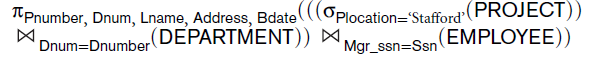 πPnumber, Dnum, Lname, Address, Bdate(((σPlocation=‘Stafford’(PROJECT))
⋈ Dnum=Dnumber(DEPARTMENT)) ⋈ Mgr_ssn=Ssn(EMPLOYEE))